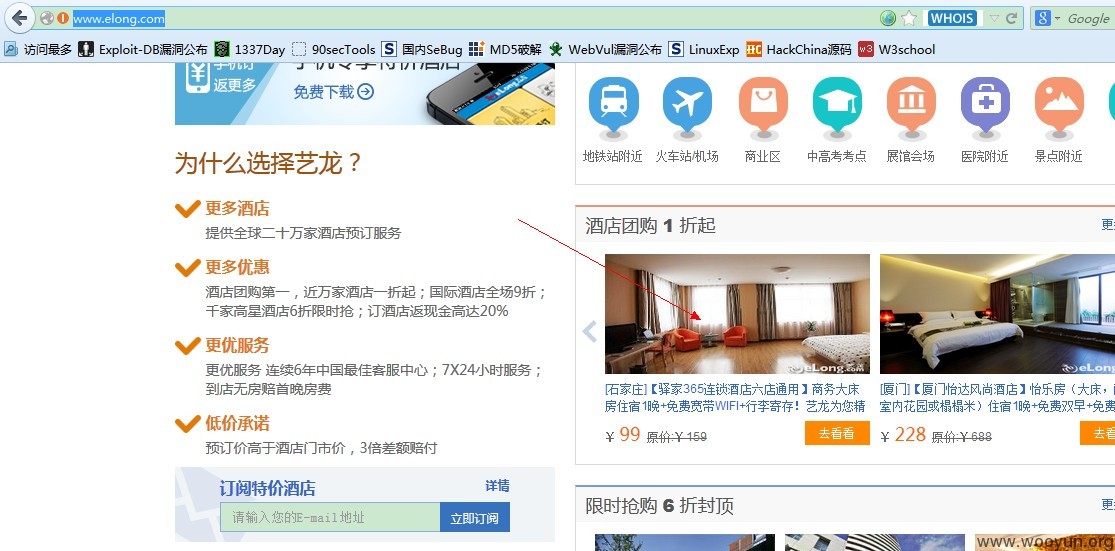 www.elong.com
WHOIS
Google
访问最多 Exploit-DB漏洞公布 1337Day 90secTools 国内SeBug MD5破解 WebVul漏洞公布 LinuxExp HackChina源码 W3school
返更多
免费下载
地铁站附近 火车站/机场 商业区 中高考考点 展馆会场 医院附近 景点附近
为什么选择艺龙？
更多酒店
提供全球二十万家酒店预订服务
更多优惠
酒店团购第一，近万家酒店一折起；国际酒店全场9折；
千家高星酒店6折限时抢；订酒店返现金高达20%
更优服务
更优服务 连续6年中国最佳客服中心；7X24小时服务；
到店无房赔首晚房费
低价承诺
预订价高于酒店门市价，3倍差额赔付
订阅特价酒店 详情
请输入您的E-mail地址 立即订阅
酒店团购 1 折起
更
eLong.com
eLong.com
[石家庄]【驿家365连锁酒店六店通用】商务大床
房住宿1晚+免费宽带WIFI+行李寄存！艺龙为您精
¥ 99 原价:¥ 159 去看看
[厦门]【厦门怡达风尚酒店】怡乐房（大床，
室内花园或榻榻米）住宿1晚+免费双早+免费
¥ 228 原价:¥ 688 去看
限时抢购 6 折封顶
更
www.wooyun.org